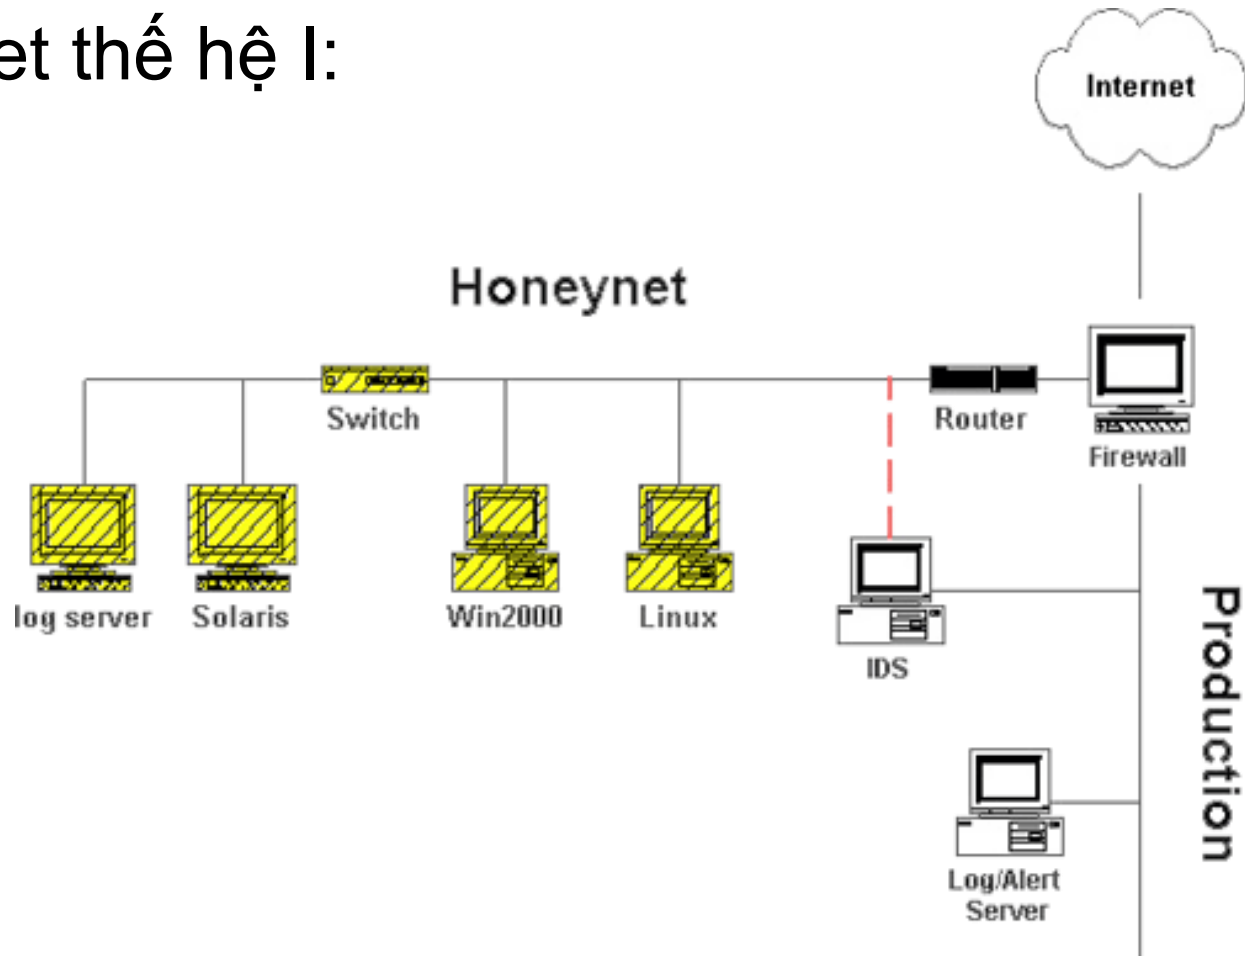 et thế hệ I:
Internet
Honeynet
Switch
Router
Firewall
log server
Solaris
Win2000
Linux
IDS
Production
Log/Alert
Server